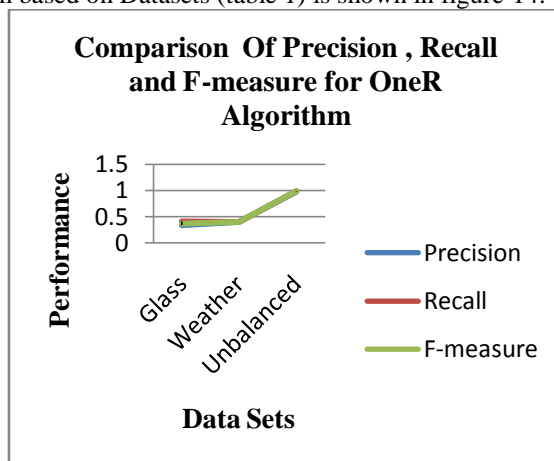 based on Datasets (table 1) is shown in figure 14.
Comparison Of Precision , Recall
and F-measure for OneR
Algorithm
Performance
1.5
1
0.5
0
Glass
Weather
Unbalanced
Precision
Recall
F-measure
Data Sets